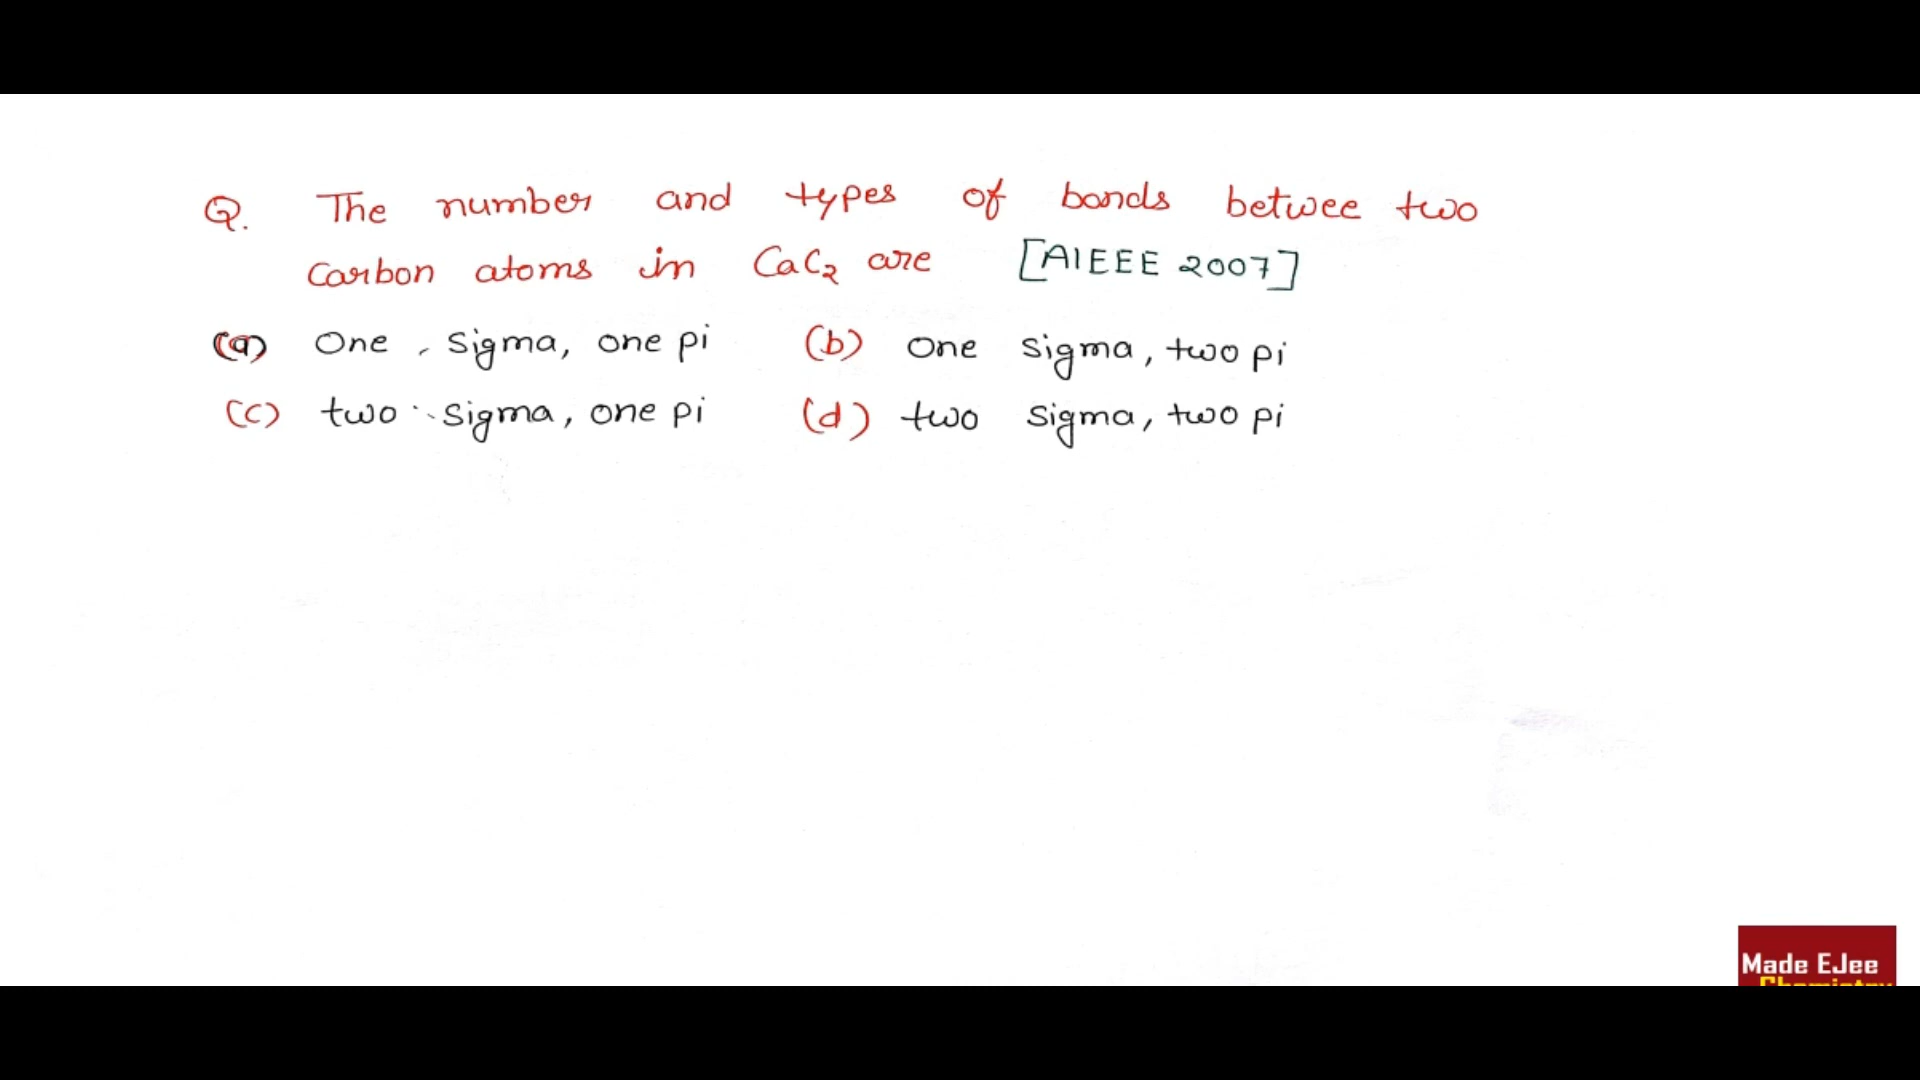 Q. The number and types of bonds betwee two
carbon atoms in CaC₂ are [AIEEE 2007]
(a) One, Sigma, one pi (b) One Sigma, two pi
(c) two Sigma, one pi (d) two Sigma, two pi
Made EJee
Chemistry